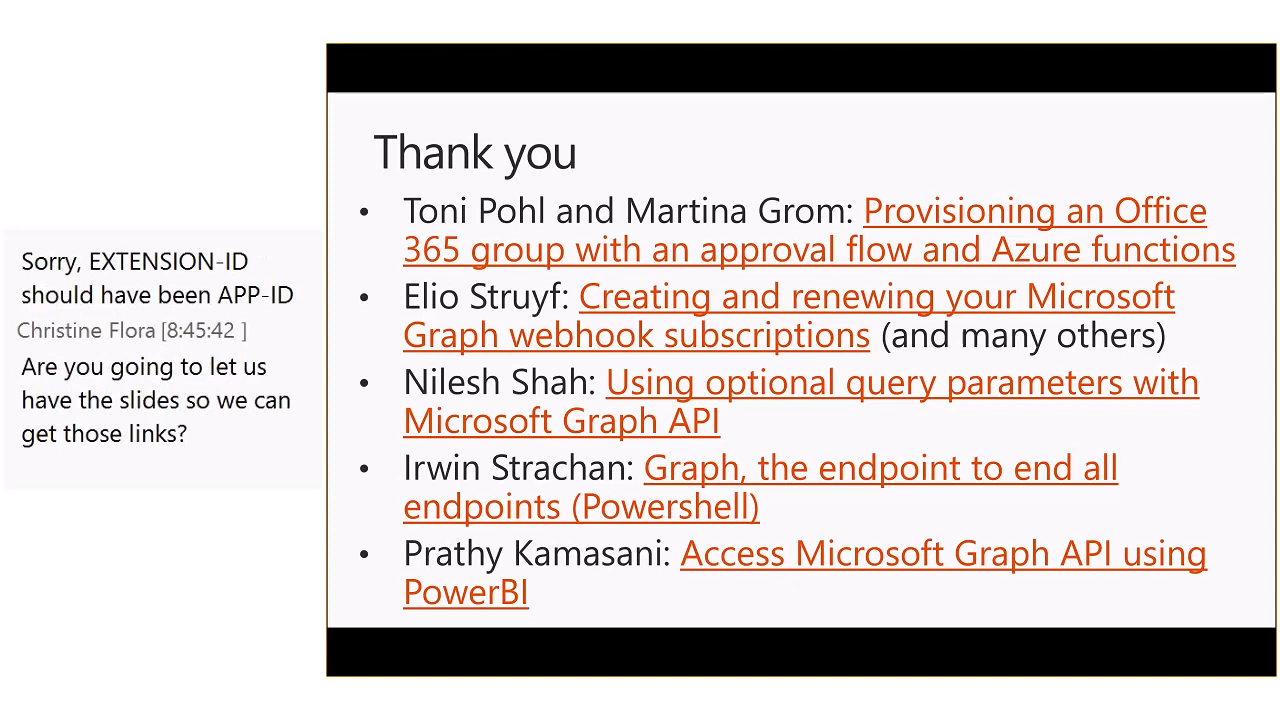 Sorry, EXTENSION-ID
should have been APP-ID
Christine Flora [8:45:42 ]
Are you going to let us
have the slides so we can
get those links?
Thank you
• Toni Pohl and Martina Grom: Provisioning an Office
365 group with an approval flow and Azure functions
• Elio Struyf: Creating and renewing your Microsoft
Graph webhook subscriptions (and many others)
• Nilesh Shah: Using optional query parameters with
Microsoft Graph API
• Irwin Strachan: Graph, the endpoint to end all
endpoints (Powershell)
• Prathy Kamasani: Access Microsoft Graph API using
PowerBI